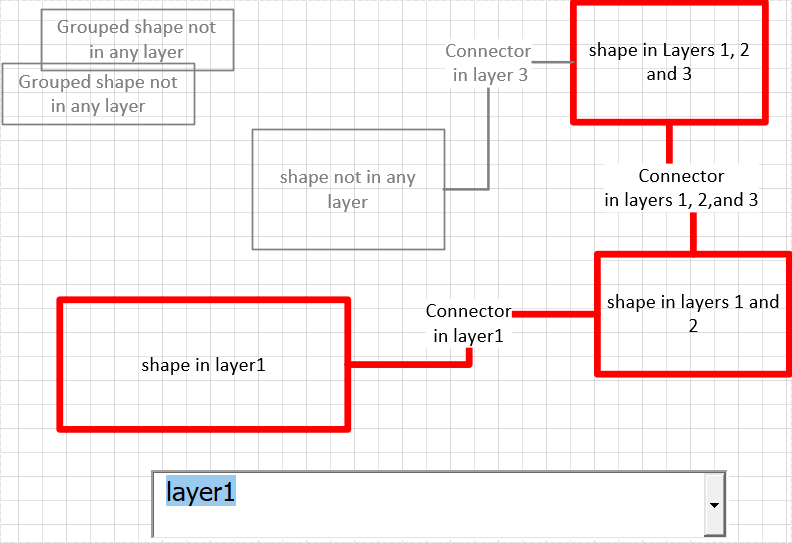 Grouped shape not
in any layer
Grouped shape not
in any layer
Connector
in layer 3
shape in Layers 1, 2
and 3
shape not in any
layer
Connector
in layers 1, 2,and 3
shape in layers 1 and
2
Connector
in layer1
shape in layer1
layer1